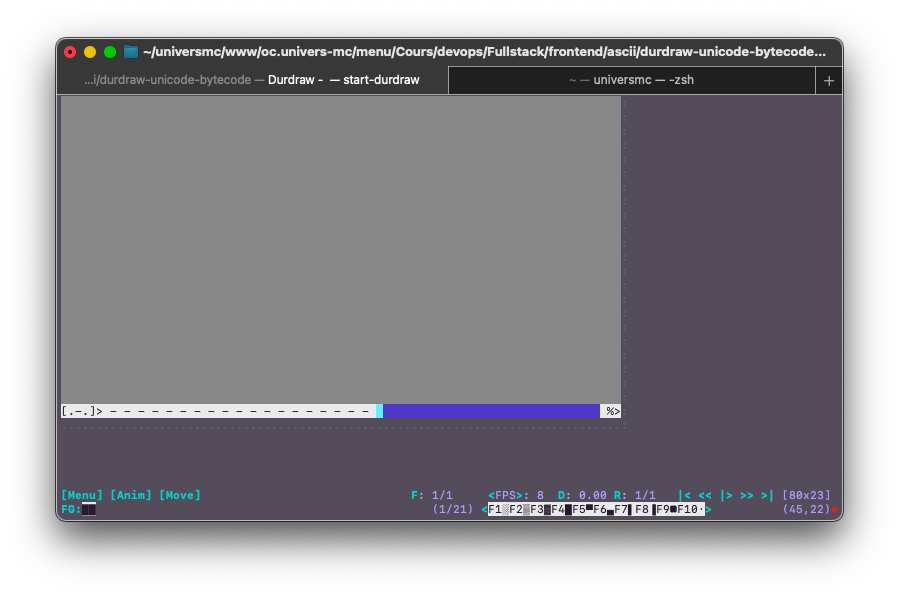 ~/universmc/www/oc.univers-mc/menu/Cours/devops/Fullstack/frontend/ascii/durdraw-unicode-bytecode...
...i/durdraw-unicode-bytecode — Durdraw - — start-durdraw
~ — universmc — -zsh
+
[.-.]> - - - - - - - - - - - - - - - - - - - %>
[Menu] [Anim] [Move] F: 1/1 <FPS>: 8 D: 0.00 R: 1/1 |< << |> >> >| [80x23]
FG:██ (1/21) <F1░F2▒F3▓F4█F5▀F6▄F7▌F8▐F9■F10·> (45,22)